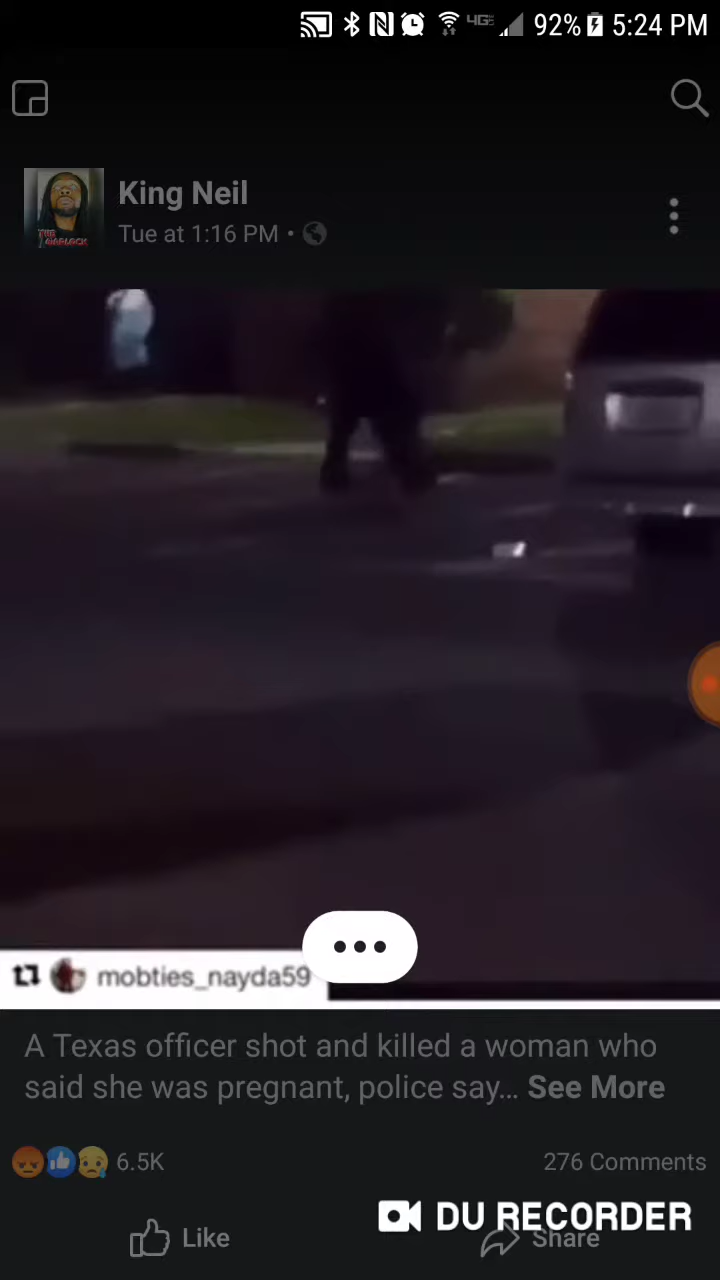 4G 92% 5:24 PM
King Neil
Tue at 1:16 PM •
mobties_nayda59
A Texas officer shot and killed a woman who
said she was pregnant, police say... See More
6.5K 276 Comments
DU RECORDER
Like Share